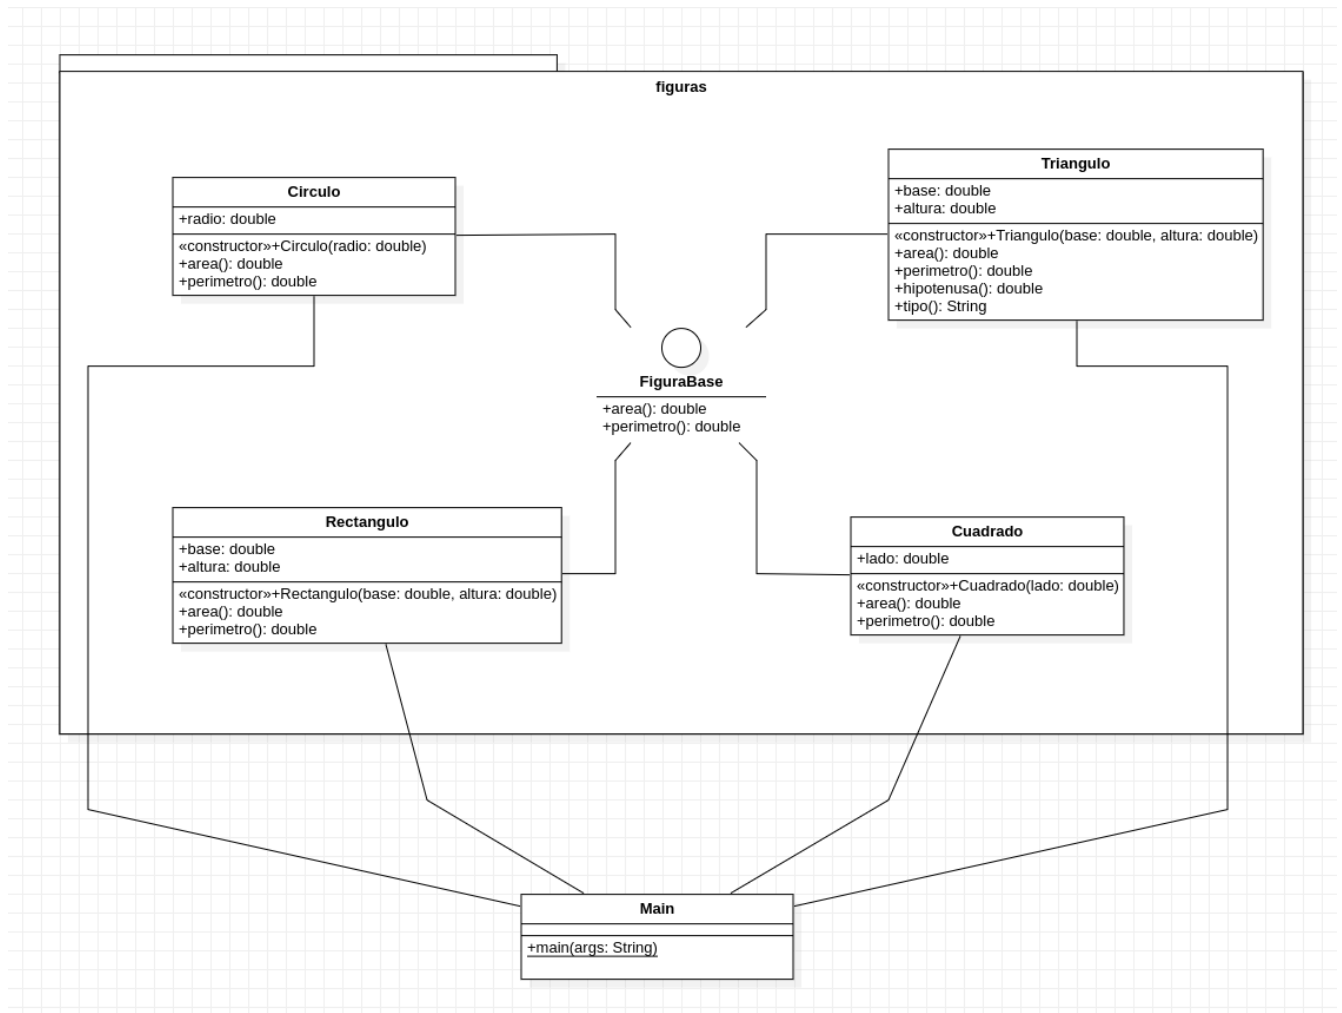 figuras
Circulo
+radio: double
«constructor»+Circulo(radio: double)
+area(): double
+perimetro(): double
Triangulo
+base: double
+altura: double
«constructor»+Triangulo(base: double, altura: double)
+area(): double
+perimetro(): double
+hipotenusa(): double
+tipo(): String
FiguraBase
+area(): double
+perimetro(): double
Rectangulo
+base: double
+altura: double
«constructor»+Rectangulo(base: double, altura: double)
+area(): double
+perimetro(): double
Cuadrado
+lado: double
«constructor»+Cuadrado(lado: double)
+area(): double
+perimetro(): double
Main
+main(args: String)